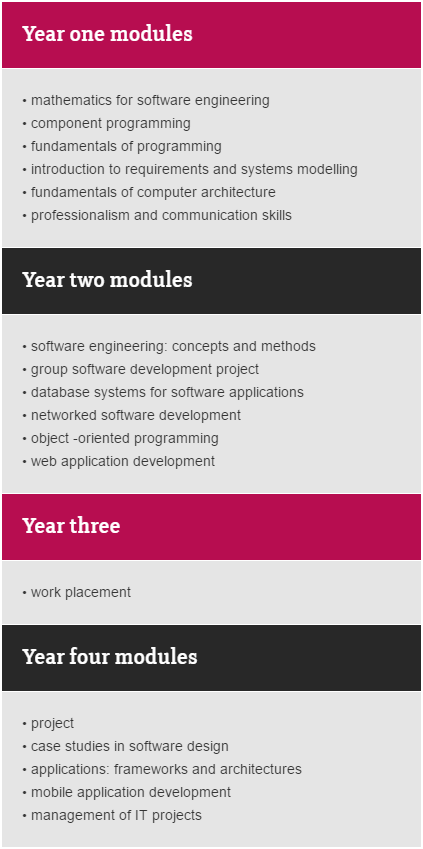 Year one modules
• mathematics for software engineering
• component programming
• fundamentals of programming
• introduction to requirements and systems modelling
• fundamentals of computer architecture
• professionalism and communication skills
Year two modules
• software engineering: concepts and methods
• group software development project
• database systems for software applications
• networked software development
• object -oriented programming
• web application development
Year three
• work placement
Year four modules
• project
• case studies in software design
• applications: frameworks and architectures
• mobile application development
• management of IT projects